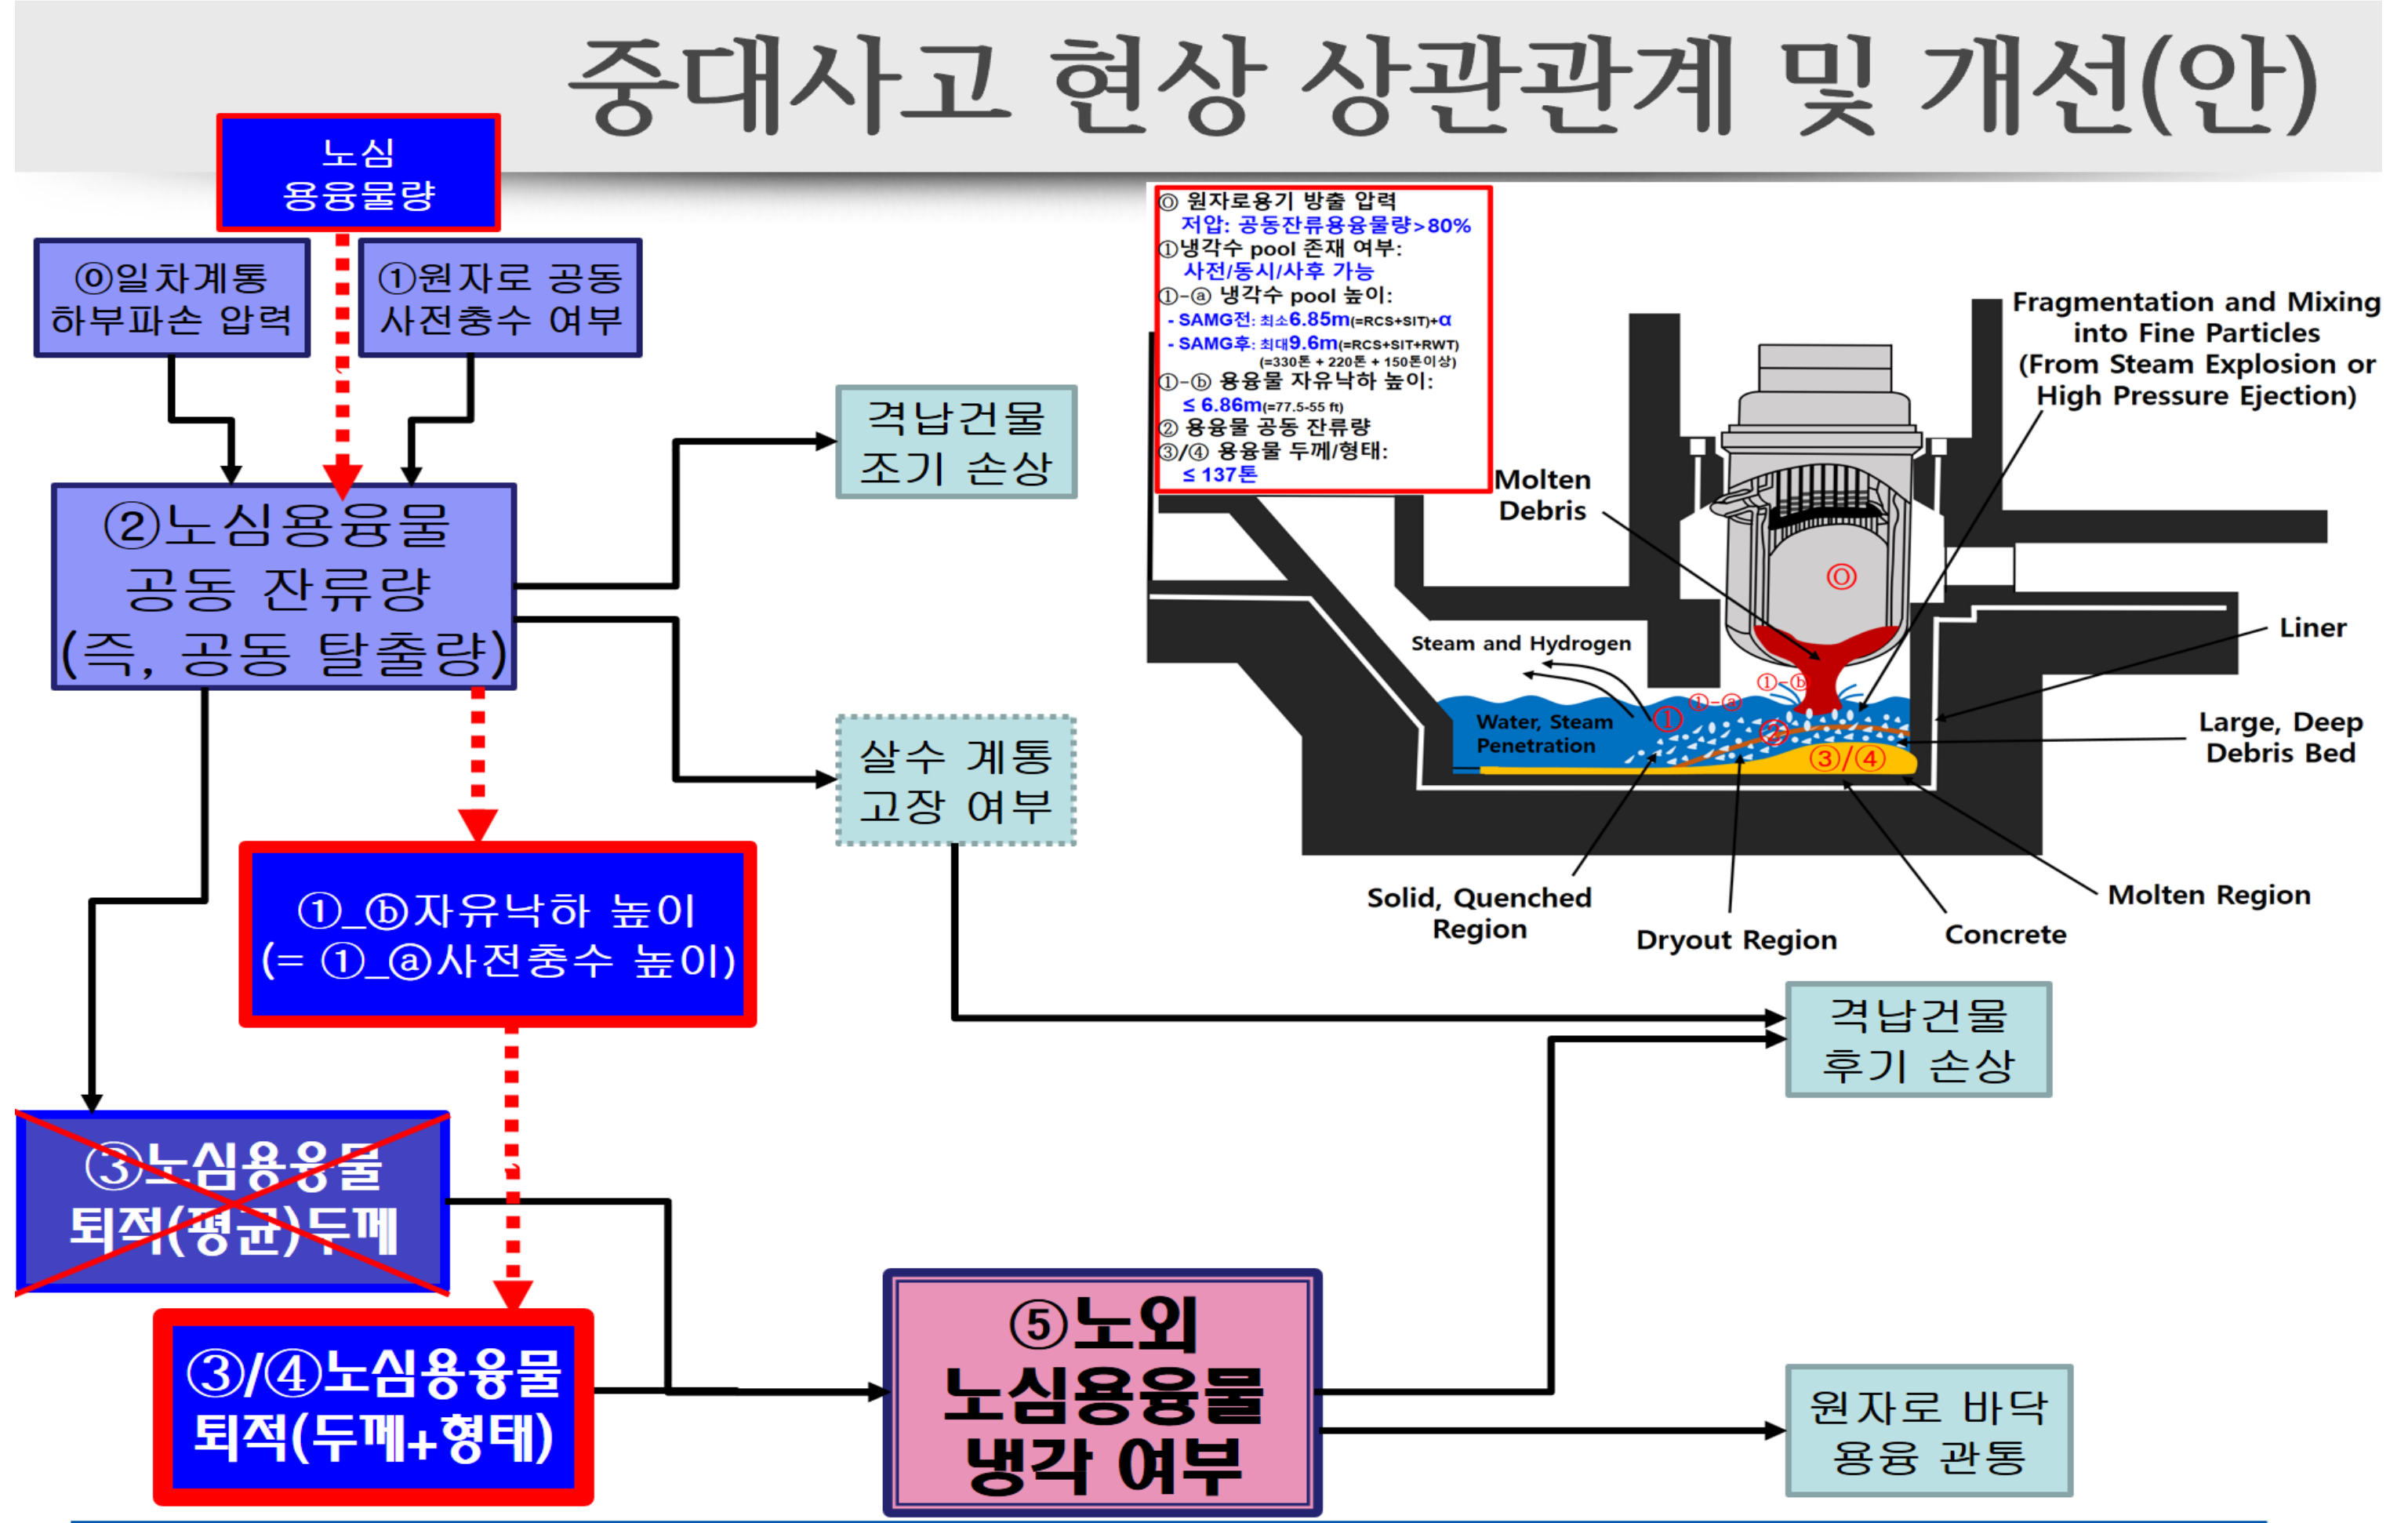 중대사고 현상 상관관계 및 개선(안)
노심
용융물량
⓪일차계통
하부파손 압력
①원자로 공동
사전충수 여부
②노심용융물
공동 잔류량
(즉, 공동 탈출량)
격납건물
조기 손상
살수 계통
고장 여부
①_ⓑ자유낙하 높이
(= ①_ⓐ사전충수 높이)
③노심용융물
퇴적(평균)두께
③/④노심용융물
퇴적(두께+형태)
⑤노외
노심용융물
냉각 여부
격납건물
후기 손상
원자로 바닥
용융 관통
⓪ 원자로용기 방출 압력
저압: 공동잔류용융물량>80%
①냉각수 pool 존재 여부:
사전/동시/사후 가능
①-ⓐ 냉각수 pool 높이:
- SAMG전: 최소6.85m(=RCS+SIT)+α
- SAMG후: 최대9.6m(=RCS+SIT+RWT)
(=330톤 + 220톤 + 150톤이상)
①-ⓑ 용융물 자유낙하 높이:
≤ 6.86m(=77.5-55 ft)
② 용융물 공동 잔류량
③/④ 용융물 두께/형태:
≤ 137톤
Fragmentation and Mixing
into Fine Particles
(From Steam Explosion or
High Pressure Ejection)
Molten
Debris
⓪
Steam and Hydrogen
Liner
①-ⓑ
①-ⓐ
①
Water, Steam
Penetration
②
③/④
Large, Deep
Debris Bed
Solid, Quenched
Region
Dryout Region
Concrete
Molten Region